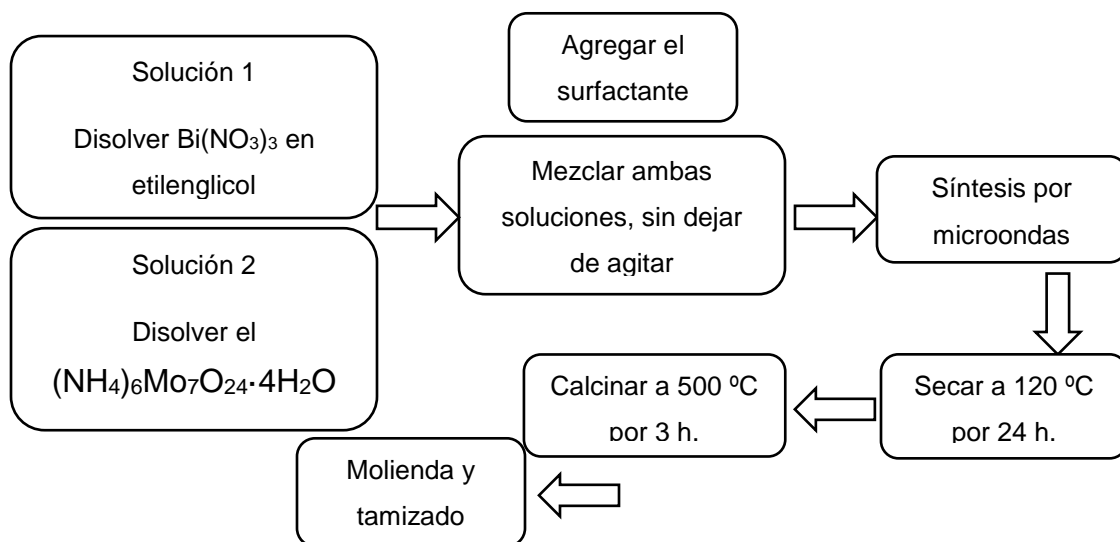 Solución 1
Disolver Bi(NO₃)₃ en
etilenglicol
Solución 2
Disolver el
(NH₄)₆Mo₇O₂₄·4H₂O
Agregar el
surfactante
Mezclar ambas
soluciones, sin dejar
de agitar
Síntesis por
microondas
Secar a 120 ºC
por 24 h.
Calcinar a 500 ºC
por 3 h.
Molienda y
tamizado